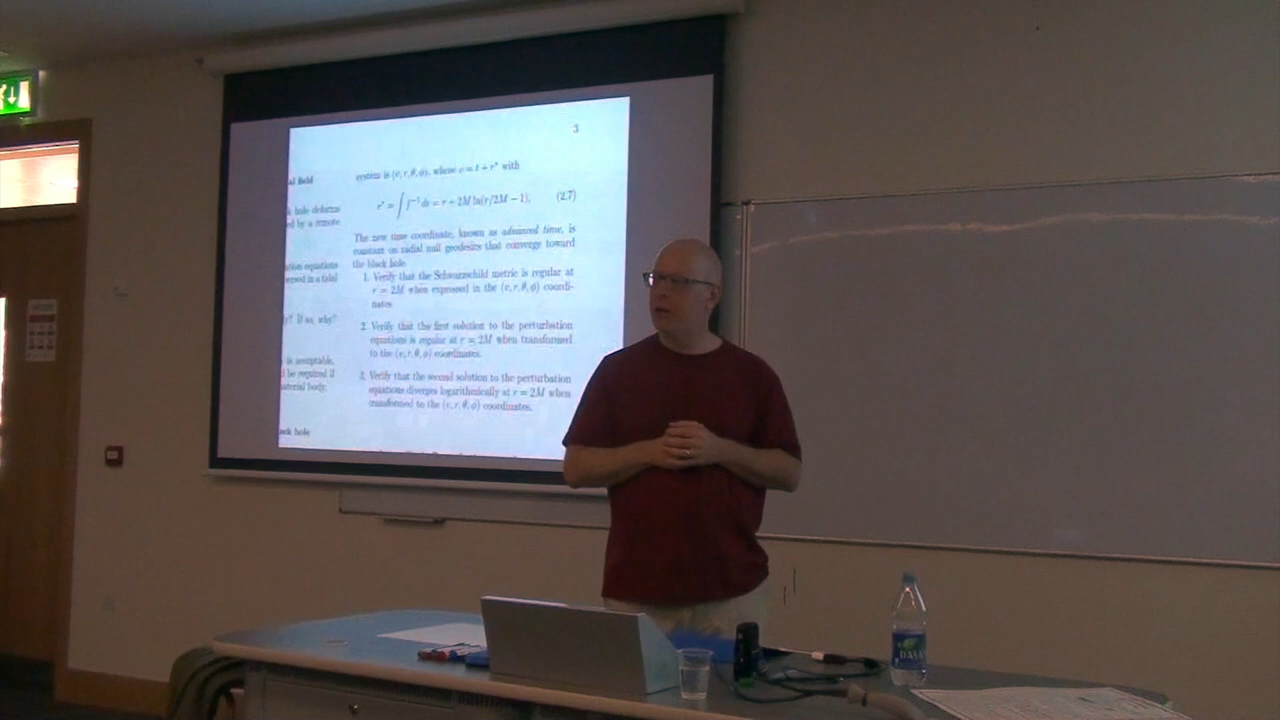 3
al field
k hole deforms
ed by a remote
ation equations
ersed in a tidal
ly? If so, why?
is acceptable,
d be required if
aterial body.
ack hole
system is (v, r, θ, ϕ), where v = t + r* with
r* = ∫ f⁻¹ dr = r + 2M ln(r/2M − 1). (2.7)
The new time coordinate, known as advanced time, is
constant on radial null geodesics that converge toward
the black hole.
1. Verify that the Schwarzschild metric is regular at
r = 2M when expressed in the (v, r, θ, ϕ) coordi-
nates.
2. Verify that the first solution to the perturbation
equations is regular at r = 2M when transformed
to the (v, r, θ, ϕ) coordinates.
3. Verify that the second solution to the perturbation
equations diverges logarithmically at r = 2M when
transformed to the (v, r, θ, ϕ) coordinates.
DASA